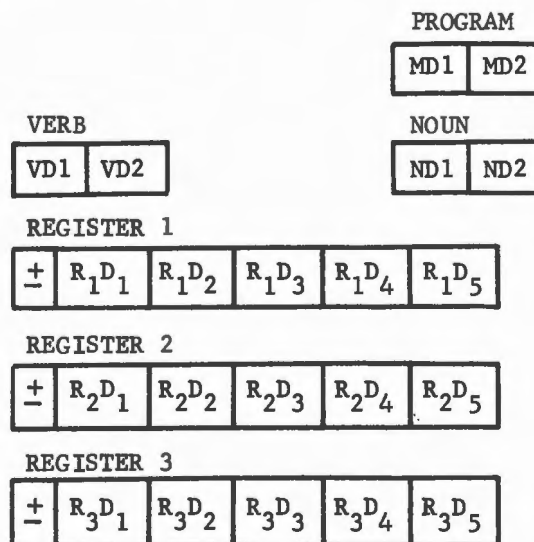 PROGRAM
MD1 MD2
VERB NOUN
VD1 VD2 ND1 ND2
REGISTER 1
± R₁D₁ R₁D₂ R₁D₃ R₁D₄ R₁D₅
REGISTER 2
± R₂D₁ R₂D₂ R₂D₃ R₂D₄ R₂D₅
REGISTER 3
± R₃D₁ R₃D₂ R₃D₃ R₃D₄ R₃D₅